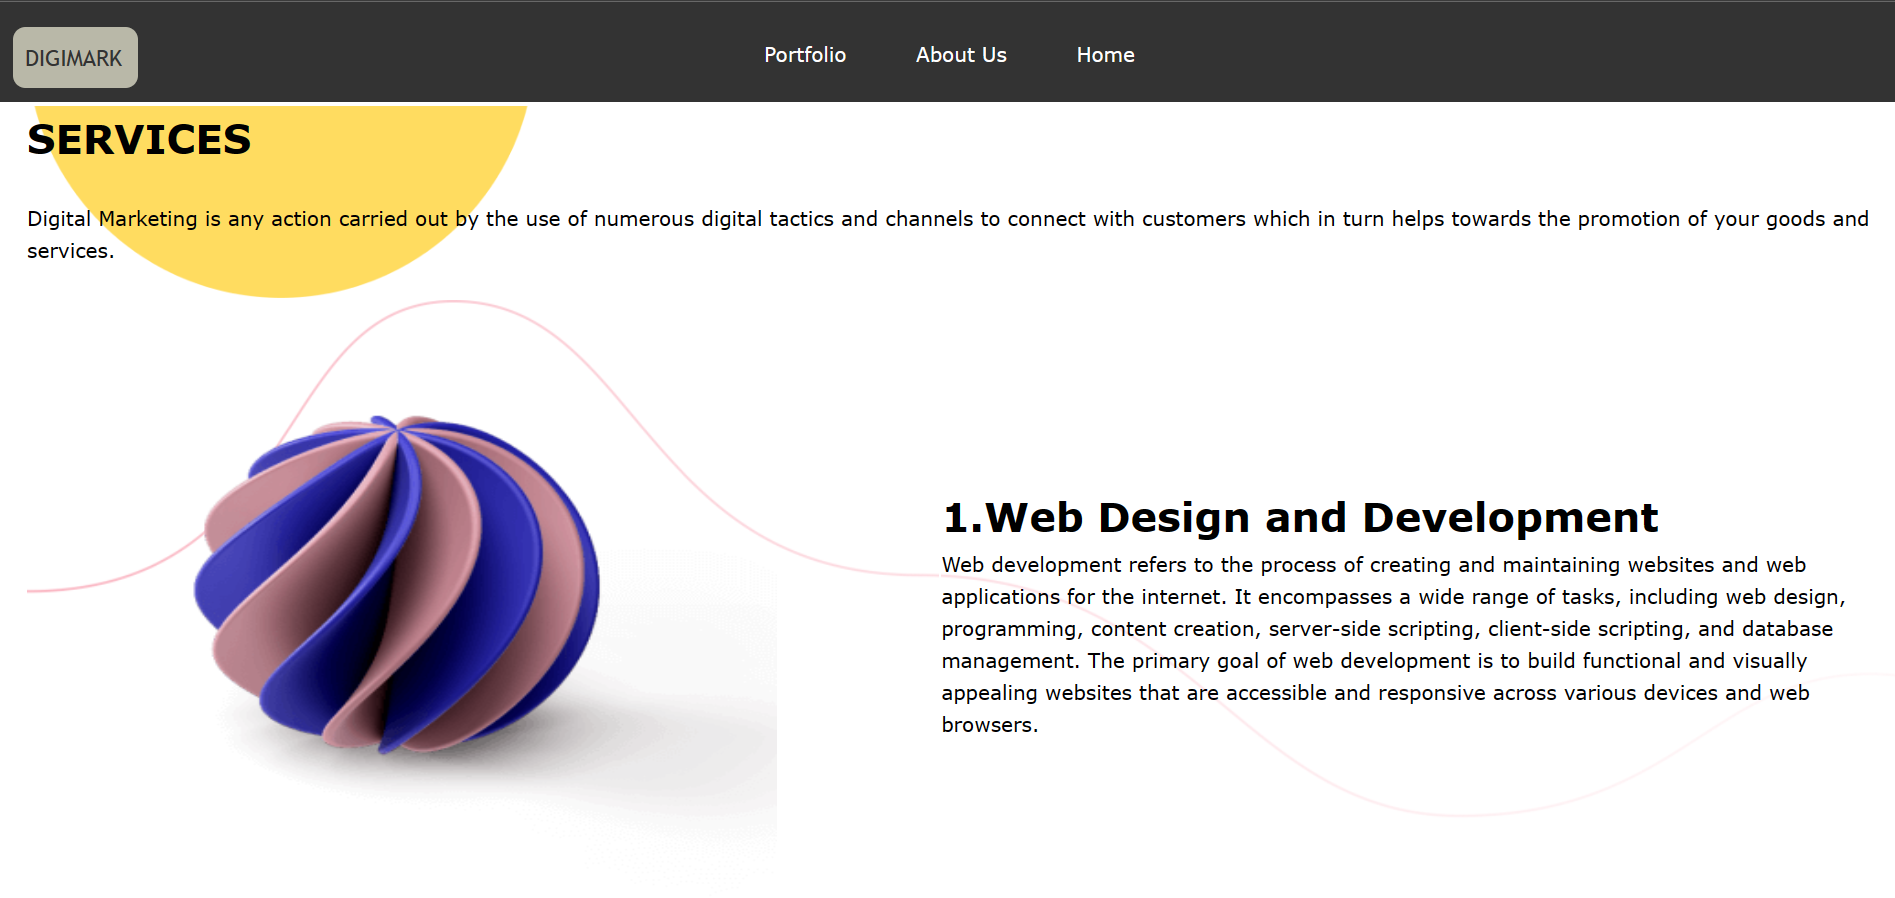 DIGIMARK
Portfolio About Us Home
SERVICES
Digital Marketing is any action carried out by the use of numerous digital tactics and channels to connect with customers which in turn helps towards the promotion of your goods and
services.
1.Web Design and Development
Web development refers to the process of creating and maintaining websites and web
applications for the internet. It encompasses a wide range of tasks, including web design,
programming, content creation, server-side scripting, client-side scripting, and database
management. The primary goal of web development is to build functional and visually
appealing websites that are accessible and responsive across various devices and web
browsers.